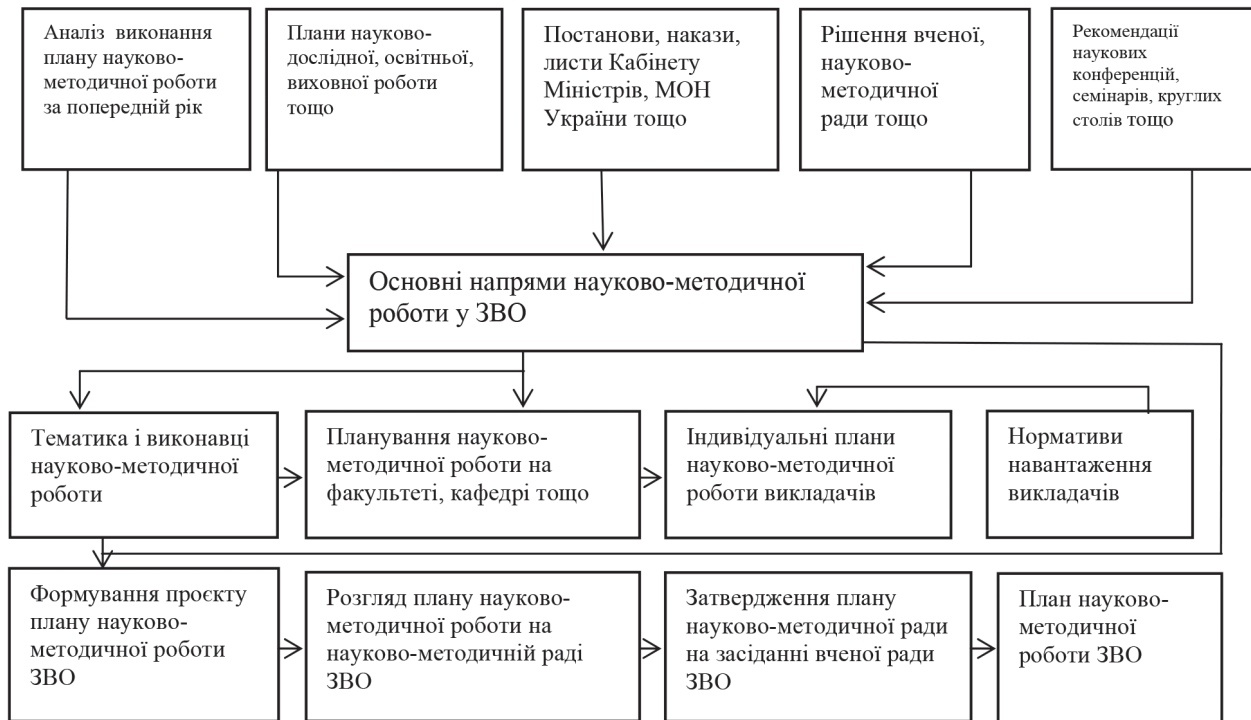 Аналіз виконання
плану науково-
методичної роботи
за попередній рік
Плани науково-
дослідної, освітньої,
виховної роботи
тощо
Постанови, накази,
листи Кабінету
Міністрів, МОН
України тощо
Рішення вченої,
науково-
методичної
ради тощо
Рекомендації
наукових
конференцій,
семінарів, круглих
столів тощо
Основні напрями науково-методичної
роботи у ЗВО
Тематика і виконавці
науково-методичної
роботи
Планування науково-
методичної роботи на
факультеті, кафедрі тощо
Індивідуальні плани
науково-методичної
роботи викладачів
Нормативи
навантаження
викладачів
Формування проєкту
плану науково-
методичної роботи
ЗВО
Розгляд плану науково-
методичної роботи на
науково-методичній раді
ЗВО
Затвердження плану
науково-методичної ради
на засіданні вченої ради
ЗВО
План науково-
методичної
роботи ЗВО